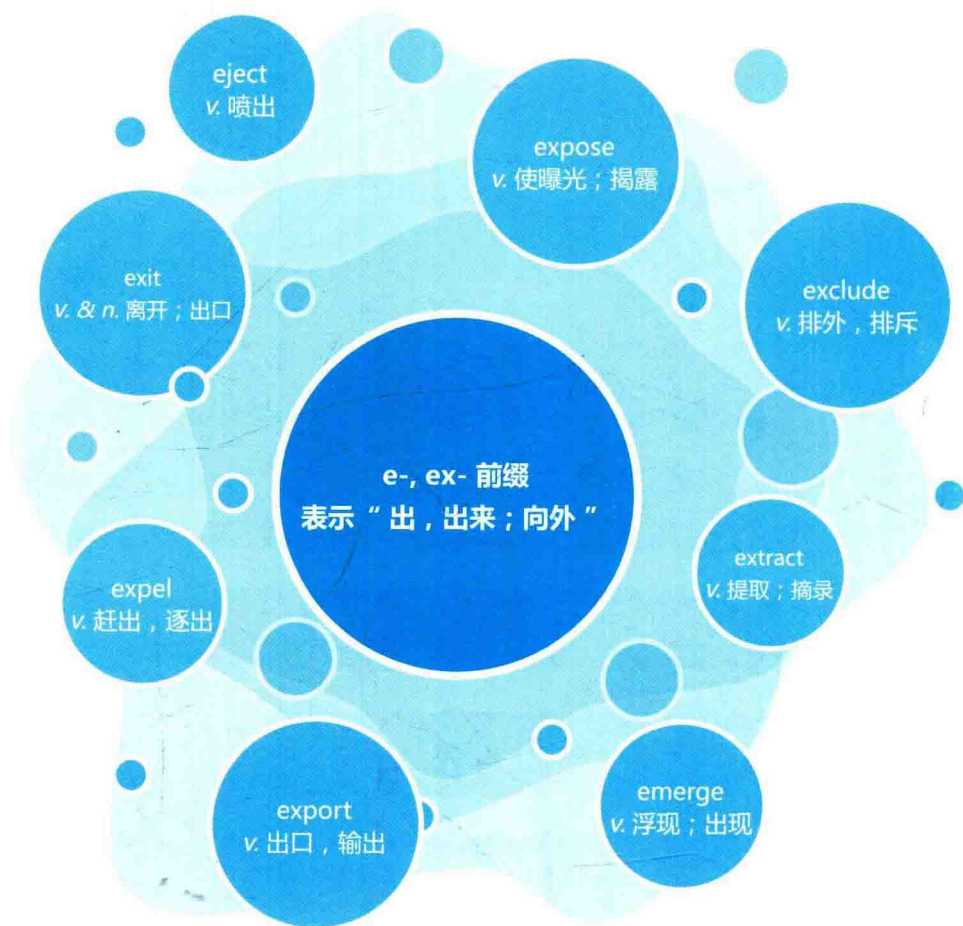 eject
v. 喷出
expose
v. 使曝光；揭露
exit
v. & n. 离开；出口
exclude
v. 排外，排斥
e-, ex- 前缀
表示“ 出，出来；向外 ”
extract
v. 提取；摘录
expel
v. 赶出，逐出
export
v. 出口，输出
emerge
v. 浮现；出现